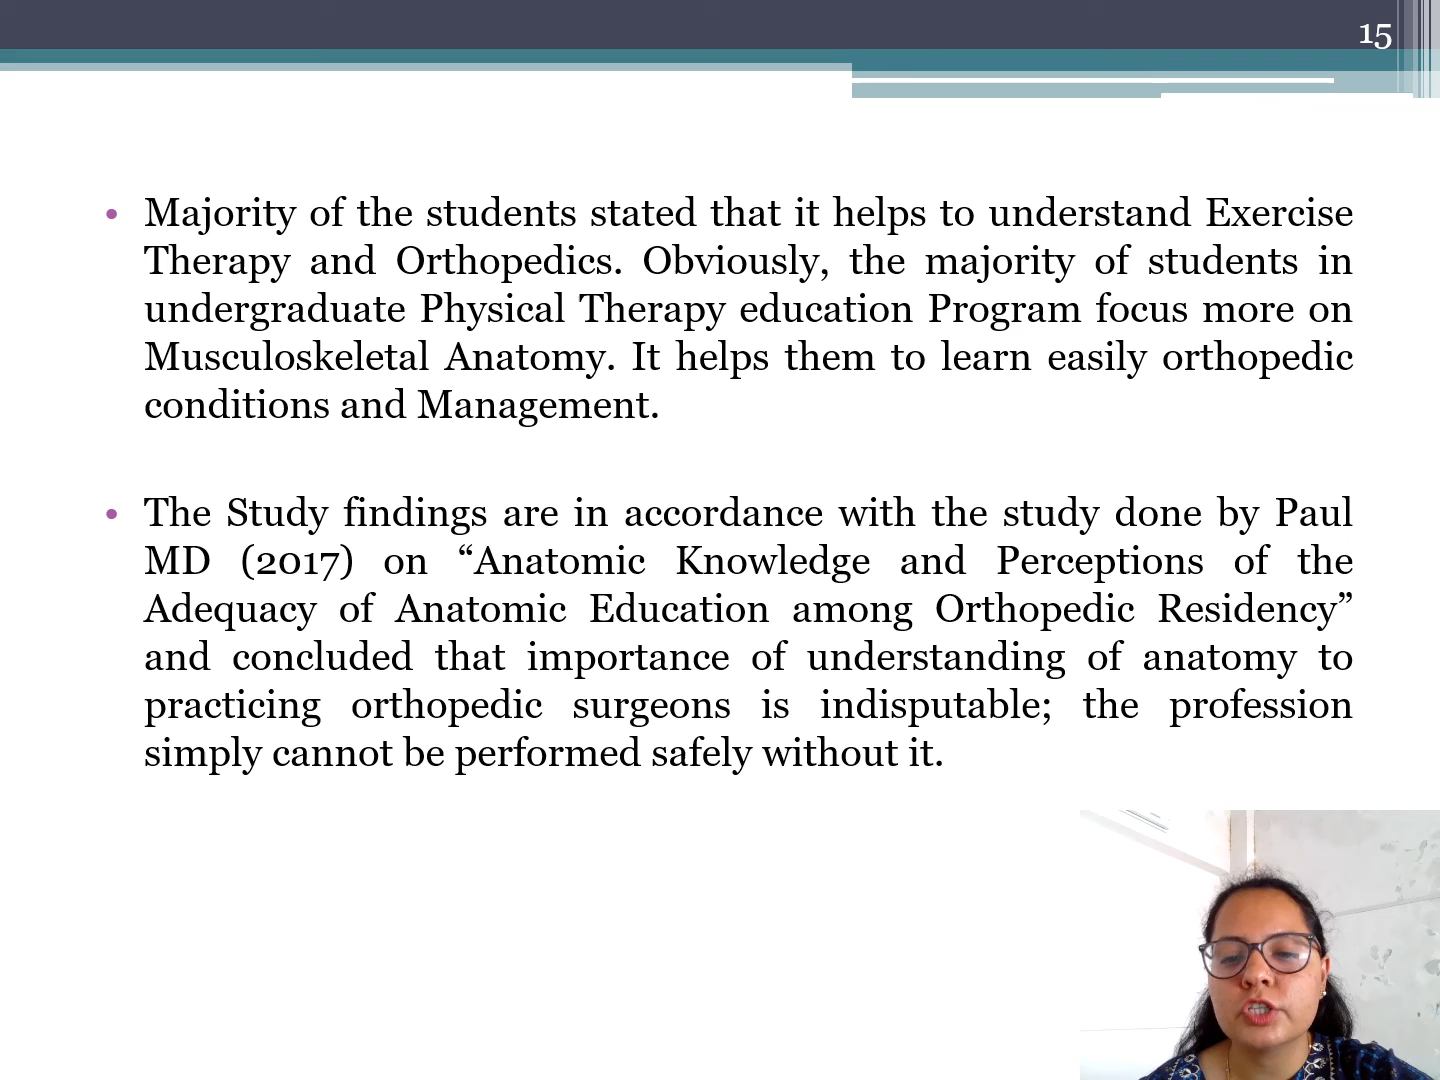 15
• Majority of the students stated that it helps to understand Exercise
Therapy and Orthopedics. Obviously, the majority of students in
undergraduate Physical Therapy education Program focus more on
Musculoskeletal Anatomy. It helps them to learn easily orthopedic
conditions and Management.
• The Study findings are in accordance with the study done by Paul
MD (2017) on “Anatomic Knowledge and Perceptions of the
Adequacy of Anatomic Education among Orthopedic Residency”
and concluded that importance of understanding of anatomy to
practicing orthopedic surgeons is indisputable; the profession
simply cannot be performed safely without it.